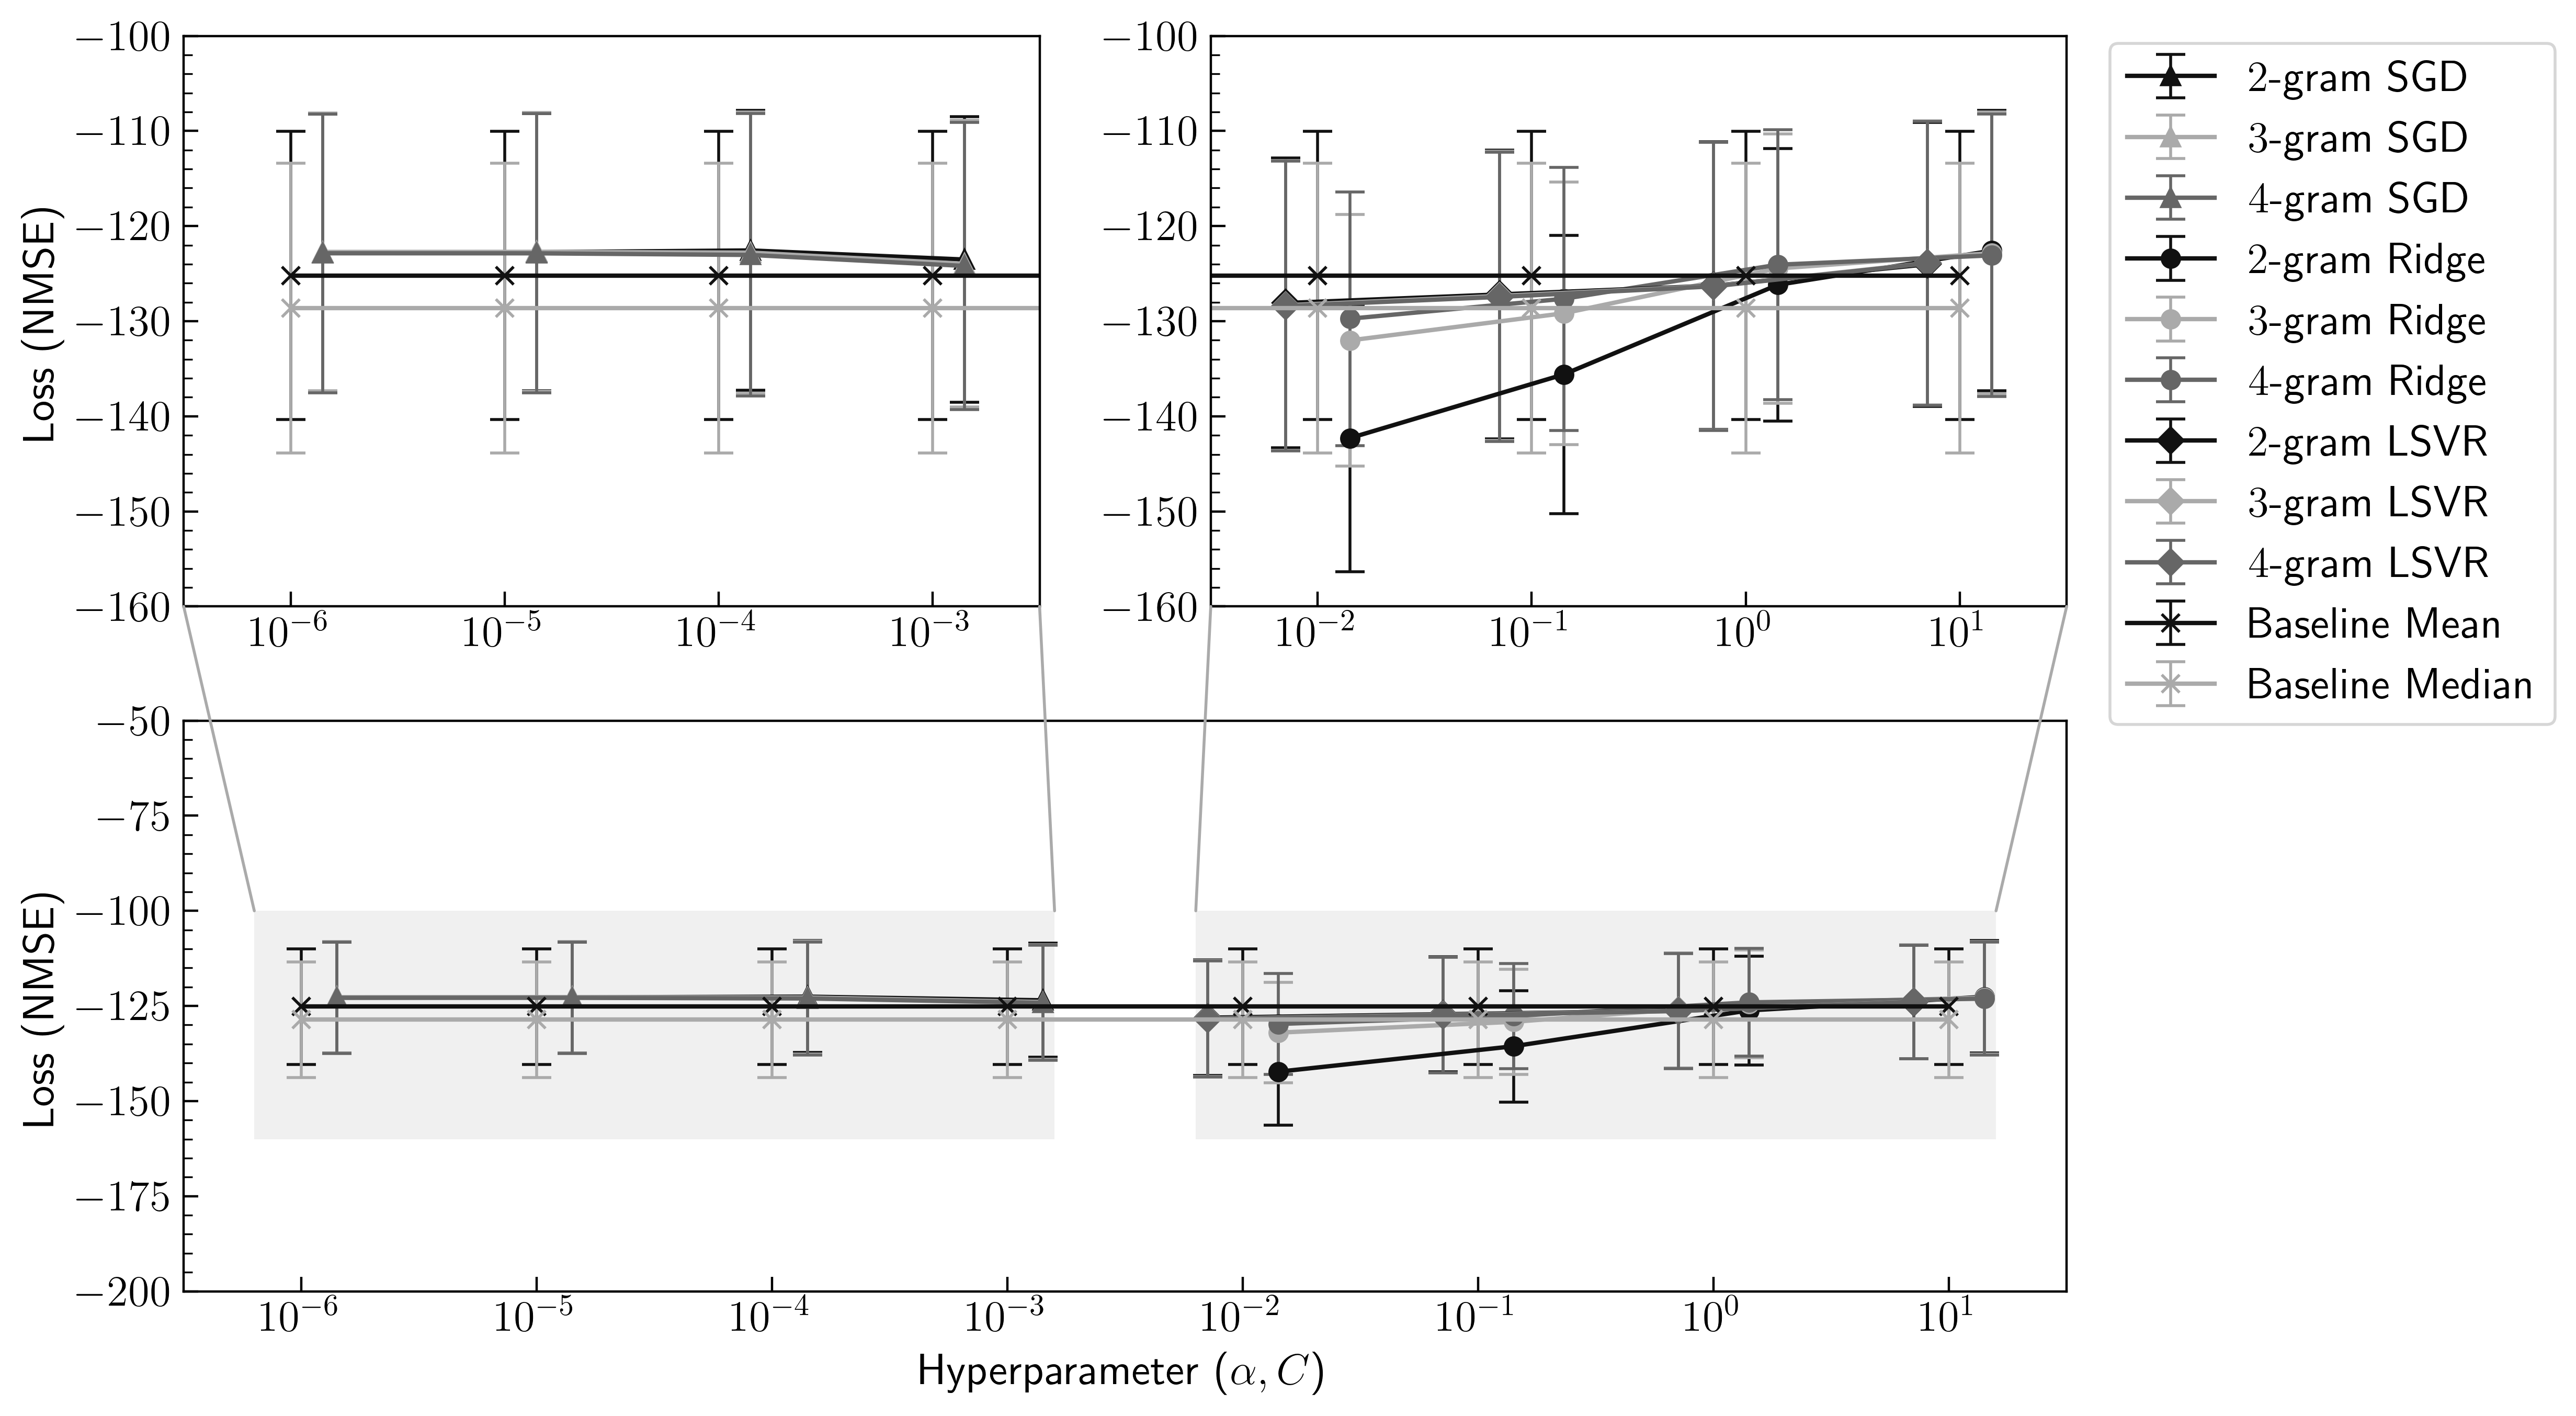 −100
−110
−120
−130
−140
−150
−160
Loss (NMSE)
10⁻⁶ 10⁻⁵ 10⁻⁴ 10⁻³
−100
−110
−120
−130
−140
−150
−160
10⁻² 10⁻¹ 10⁰ 10¹
2-gram SGD
3-gram SGD
4-gram SGD
2-gram Ridge
3-gram Ridge
4-gram Ridge
2-gram LSVR
3-gram LSVR
4-gram LSVR
Baseline Mean
Baseline Median
−50
−75
−100
−125
−150
−175
−200
Loss (NMSE)
10⁻⁶ 10⁻⁵ 10⁻⁴ 10⁻³ 10⁻² 10⁻¹ 10⁰ 10¹
Hyperparameter (α, C)